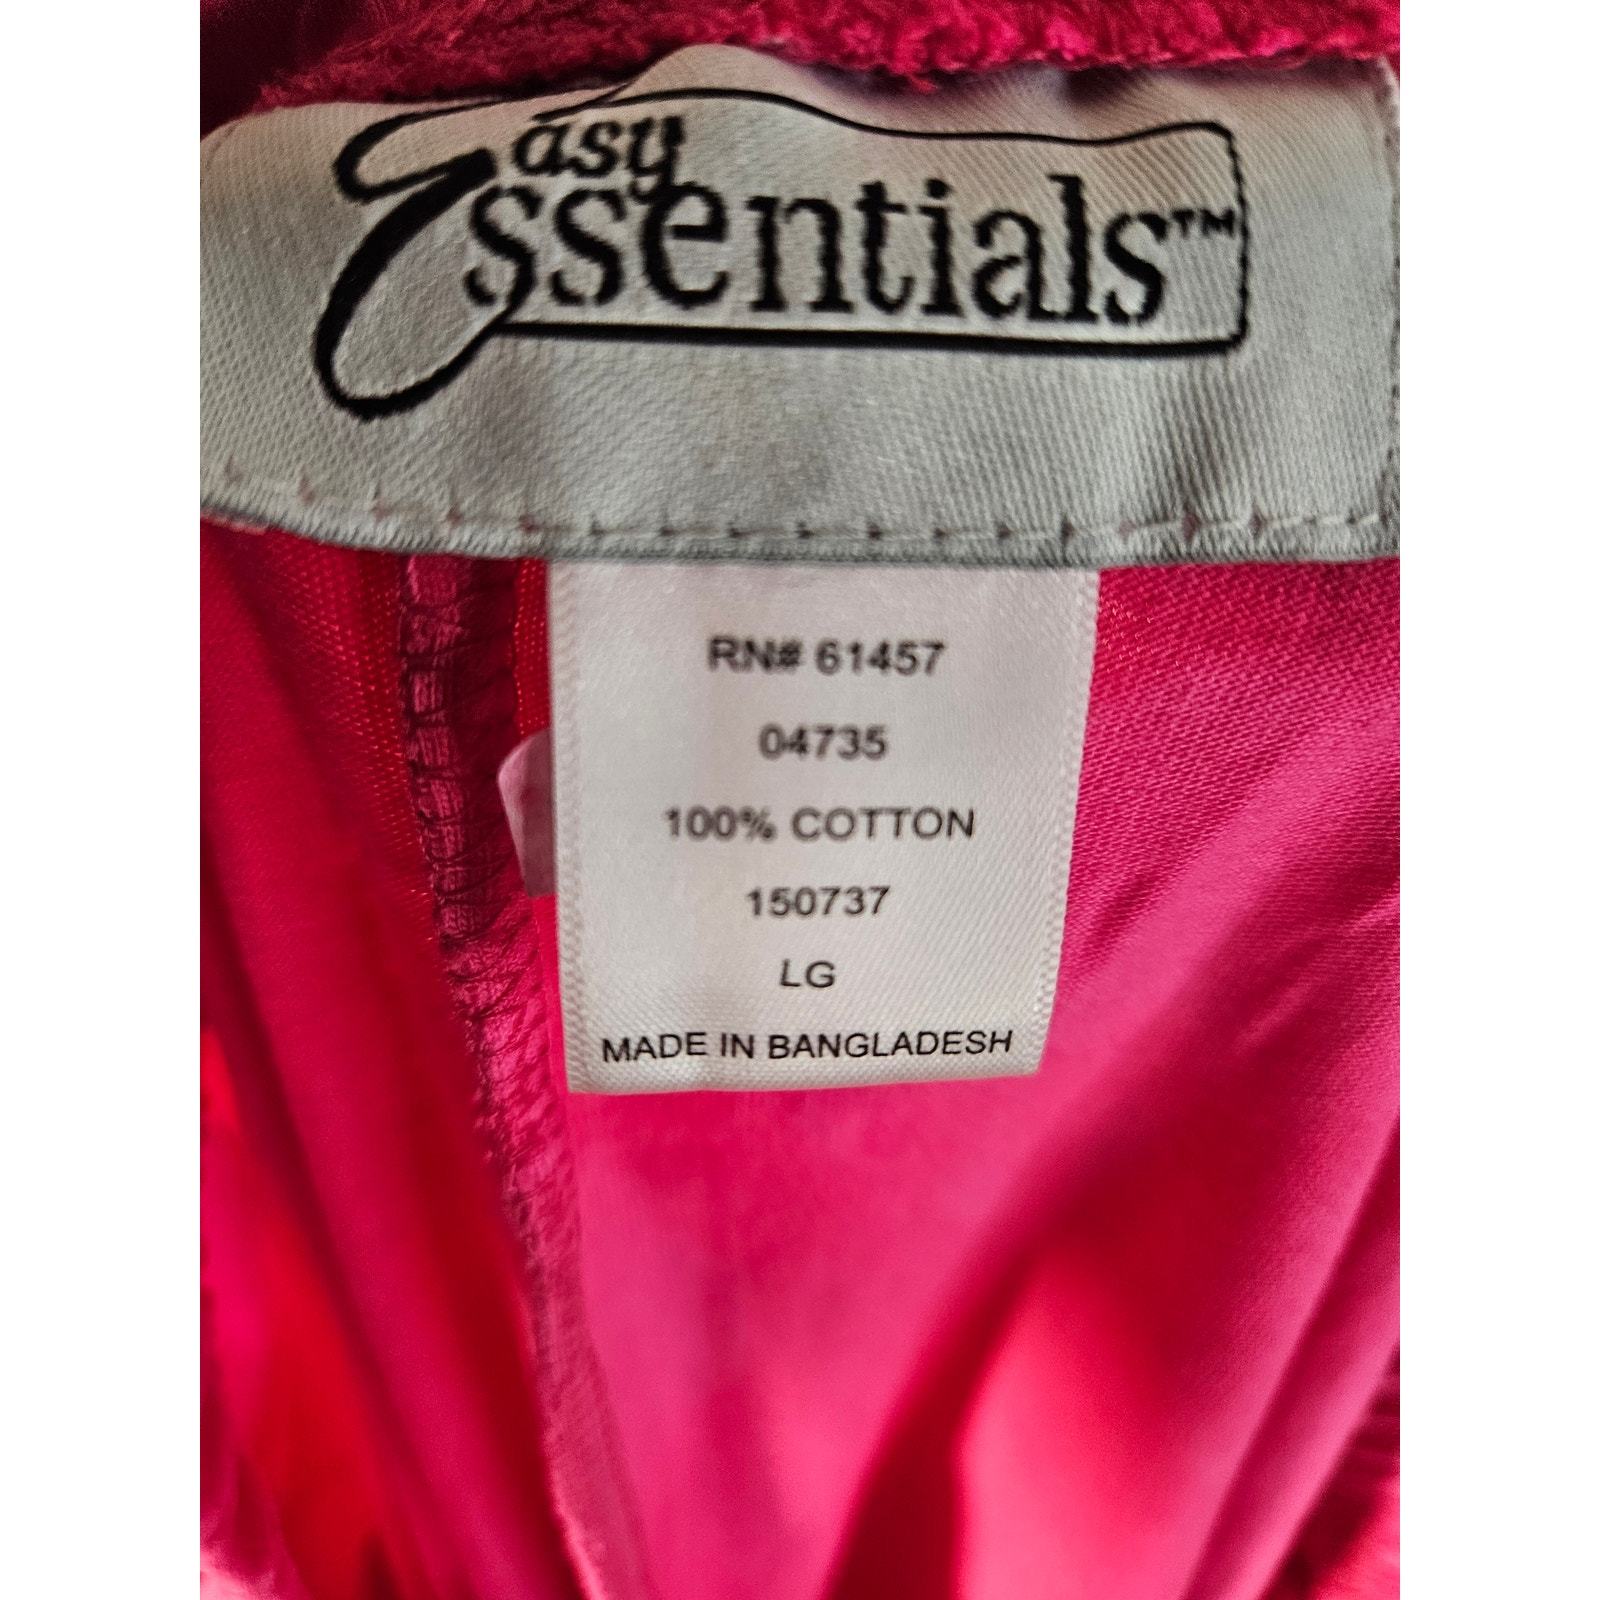 Easy
Essentials™
RN# 61457
04735
100% COTTON
150737
LG
MADE IN BANGLADESH